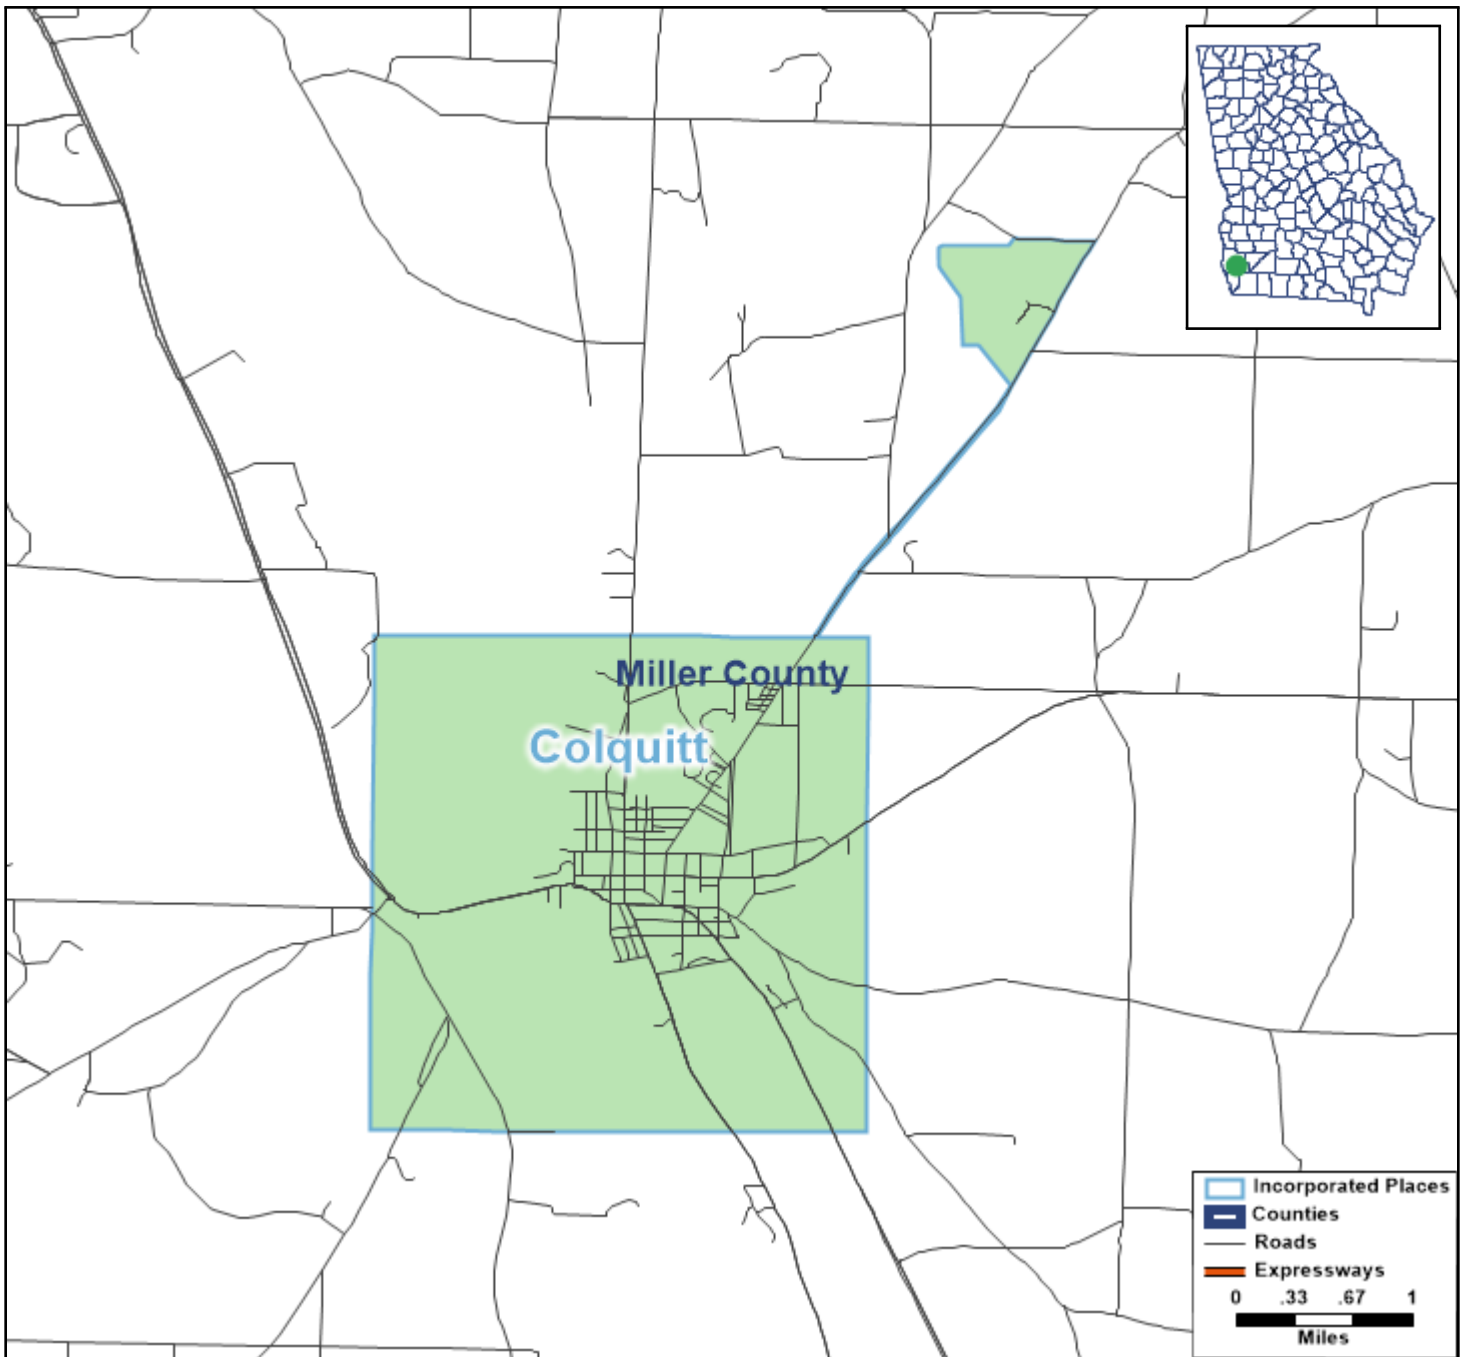 Miller County
Colquitt
Incorporated Places
Counties
Roads
Expressways
0 .33 .67 1
Miles